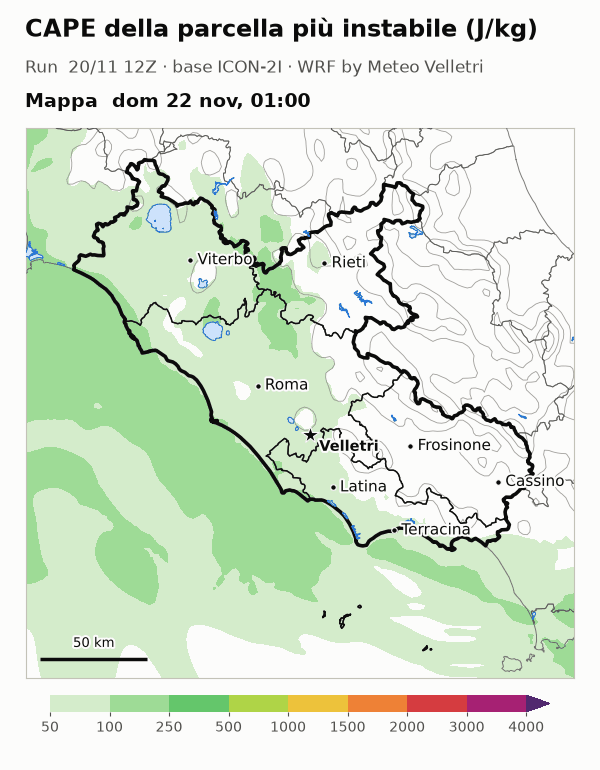 CAPE della parcella più instabile (J/kg)
Run  20/11 12Z · base ICON-2I · WRF by Meteo Velletri
Mappa  dom 22 nov, 01:00
Viterbo
Rieti
Roma
Velletri
Frosinone
Latina
Cassino
Terracina
50 km
50 100 250 500 1000 1500 2000 3000 4000